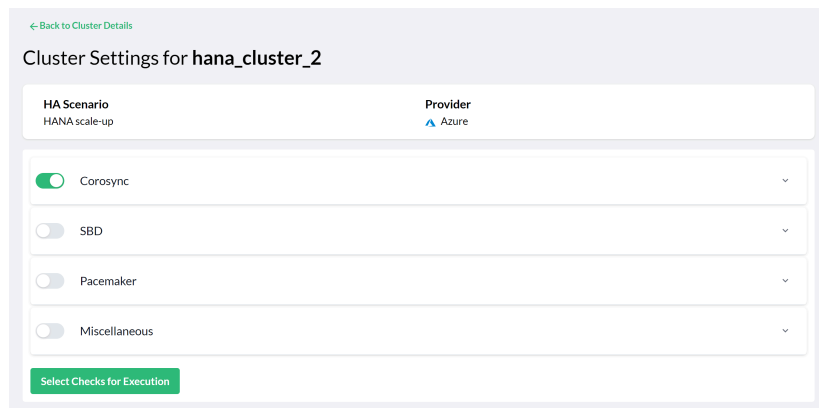 Back to Cluster Details
Cluster Settings for hana_cluster_2
HA Scenario
HANA scale-up
Provider
Azure
Corosync
SBD
Pacemaker
Miscellaneous
Select Checks for Execution